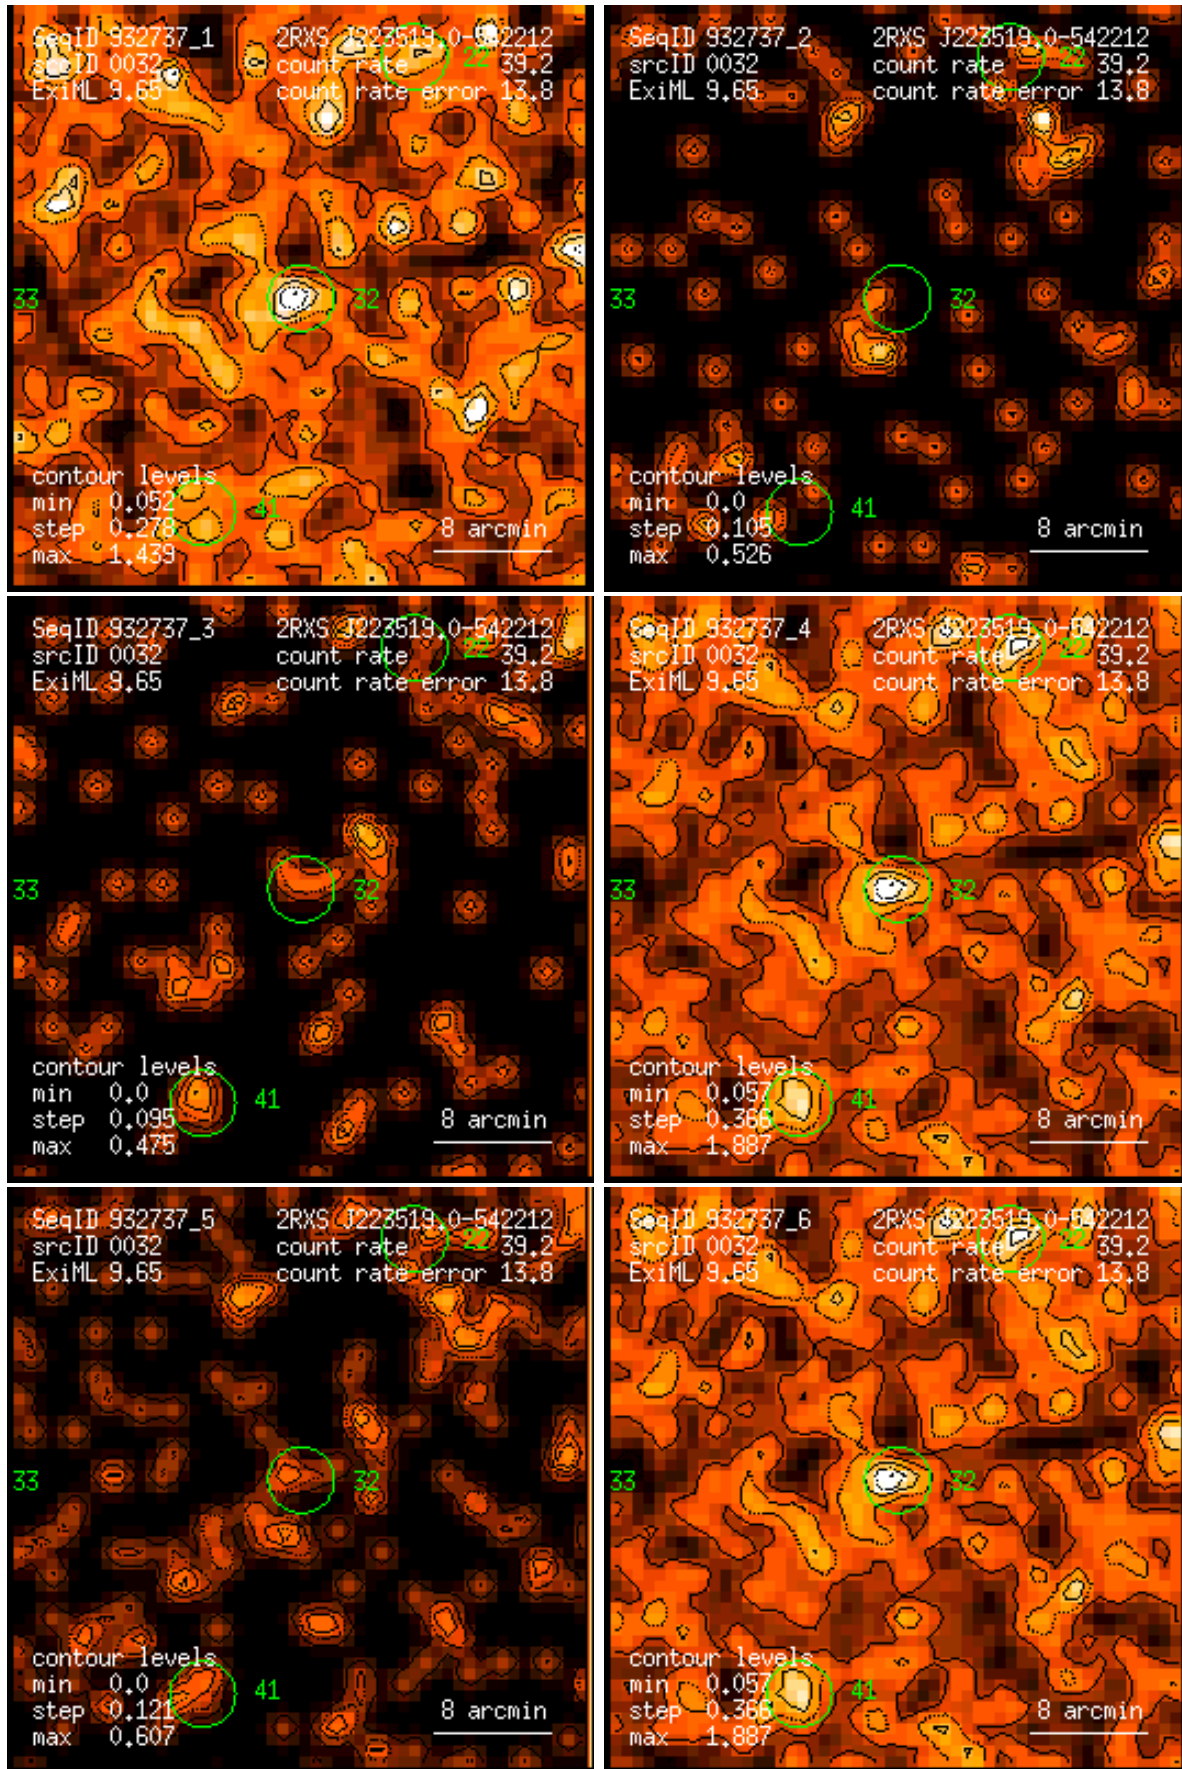 SeqID 932737_1 2RXS J223519.0-542212
srcID 0032 count rate 22 39.2
ExiML 9.65 count rate error 13.8
33 32
contour levels
min 0.052 41
step 0.278 8 arcmin
max 1.439
SeqID 932737_2 2RXS J223519.0-542212
srcID 0032 count rate 22 39.2
ExiML 9.65 count rate error 13.8
33 32
contour levels
min 0.0 41
step 0.105 8 arcmin
max 0.526
SeqID 932737_3 2RXS J223519.0-542212
srcID 0032 count rate 22 39.2
ExiML 9.65 count rate error 13.8
33 32
contour levels
min 0.0 41
step 0.095 8 arcmin
max 0.475
SeqID 932737_4 2RXS J223519.0-542212
srcID 0032 count rate 22 39.2
ExiML 9.65 count rate error 13.8
33 32
contour levels
min 0.057 41
step 0.366 8 arcmin
max 1.887
SeqID 932737_5 2RXS J223519.0-542212
srcID 0032 count rate 22 39.2
ExiML 9.65 count rate error 13.8
33 32
contour levels
min 0.0 41
step 0.121 8 arcmin
max 0.607
SeqID 932737_6 2RXS J223519.0-542212
srcID 0032 count rate 22 39.2
ExiML 9.65 count rate error 13.8
33 32
contour levels
min 0.057 41
step 0.366 8 arcmin
max 1.887